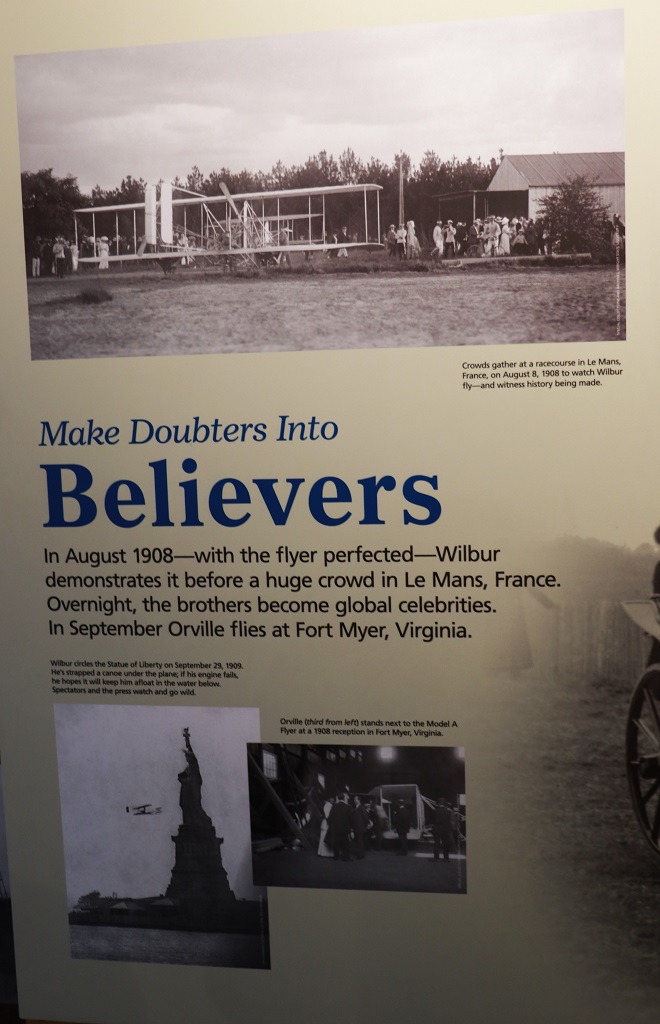 Crowds gather at a racecourse in Le Mans,
France, on August 8, 1908 to watch Wilbur
fly—and witness history being made.
Make Doubters Into
Believers
In August 1908—with the flyer perfected—Wilbur
demonstrates it before a huge crowd in Le Mans, France.
Overnight, the brothers become global celebrities.
In September Orville flies at Fort Myer, Virginia.
Wilbur circles the Statue of Liberty on September 29, 1909.
He's strapped a canoe under the plane; if his engine fails,
he hopes it will keep him afloat in the water below.
Spectators and the press watch and go wild.
Orville (third from left) stands next to the Model A
Flyer at a 1908 reception in Fort Myer, Virginia.